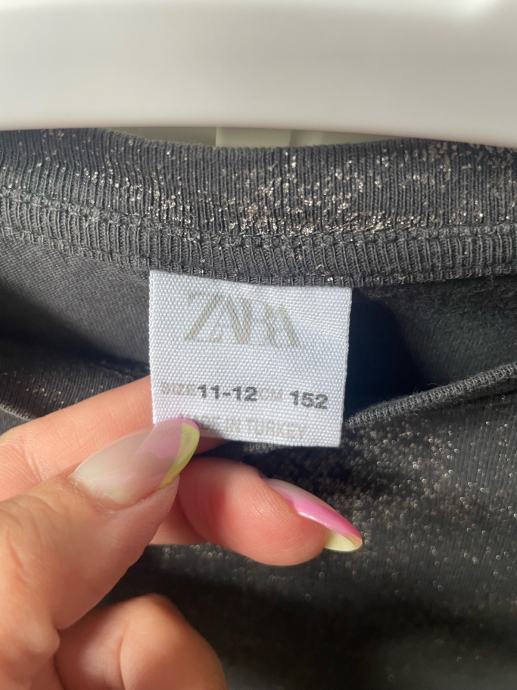 ZARA
SIZE 11-12 CM 152
MADE IN TURKEY